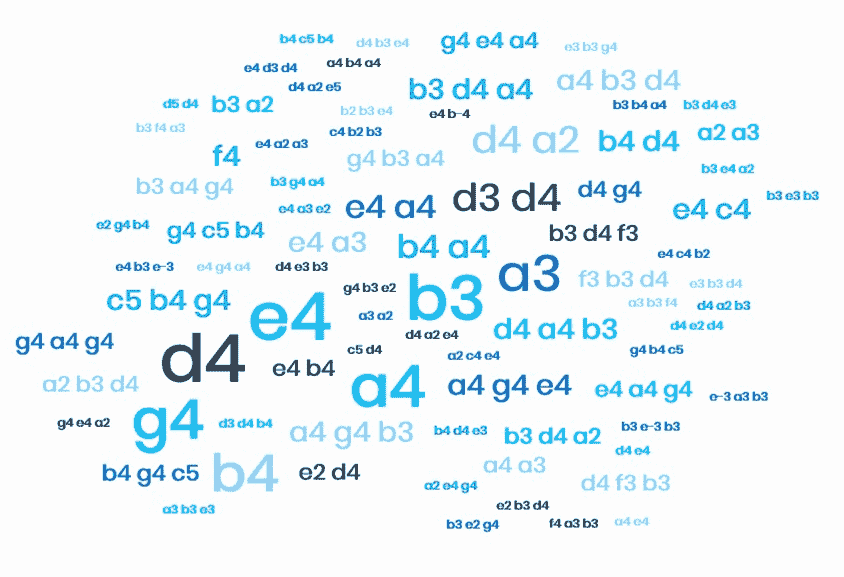 b4 c5 b4
d4 b3 e4
g4 e4 a4
e3 b3 g4
e4 d3 d4
a4 b4 a4
d4 a2 e5
b3 d4 a4
a4 b3 d4
d5 d4
b3 a2
b2 b3 e4
e4 b-4
b3 b4 a4
b3 d4 e3
b3 f4 a3
c4 b2 b3
d4 a2
b4 d4
a2 a3
f4
e4 a2 a3
g4 b3 a4
b3 e4 a2
b3 a4 g4
b3 g4 a4
e4 a3 e2
e4 a4
d3 d4
d4 g4
e4 c4
b3 e3 b3
e2 g4 b4
g4 c5 b4
e4 a3
b4 a4
b3 d4 f3
e4 c4 b2
e4 b3 e-3
e4 g4 a4
d4 e3 b3
g4 b3 e2
b3
a3
f3 b3 d4
e3 b3 d4
c5 b4 g4
e4
a3 a2
a3 b3 f4
d4 a2 b3
g4 a4 g4
d4
e4 b4
c5 d4
d4 a2 e4
d4 a4 b3
d4 e2 d4
a2 c4 e4
g4 b4 c5
a2 b3 d4
a4
a4 g4 e4
e4 a4 g4
e-3 a3 b3
g4 e4 a2
g4
d3 d4 b4
a4 g4 b3
b4 d4 e3
b3 d4 a2
b3 e-3 b3
d4 e4
b4 g4 c5
b4
e2 d4
a4 a3
a2 e4 g4
d4 f3 b3
a3 b3 e3
e2 b3 d4
b3 e2 g4
f4 a3 b3
a4 e4